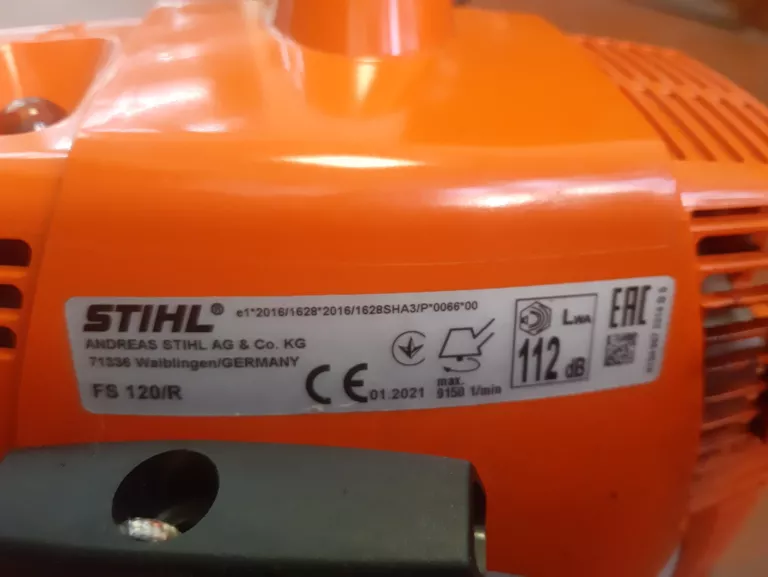 STIHL® e1*2016/1628*2016/1628SHA3/P*0066*00
ANDREAS STIHL AG & Co. KG
71336 Waiblingen/GERMANY
FS 120/R
CE 01.2021
max.
9150 1/min
LWA
112 dB
EAC